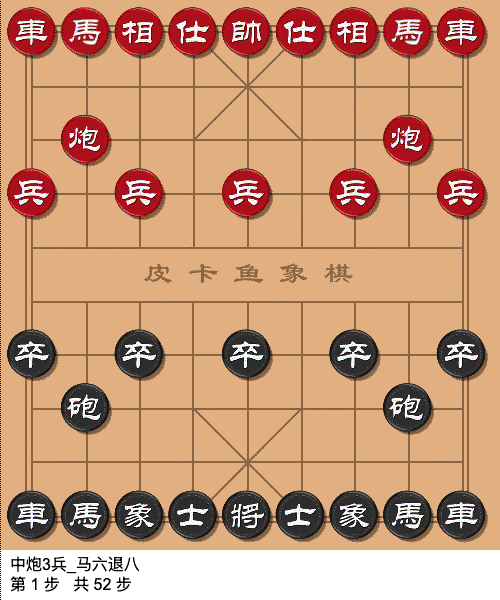 車馬相仕帥仕相馬車
炮炮
兵兵兵兵兵
皮卡鱼象棋
卒卒卒卒卒
砲砲
車馬象士將士象馬車
中炮3兵_马六退八
第 1 步 共 52 步